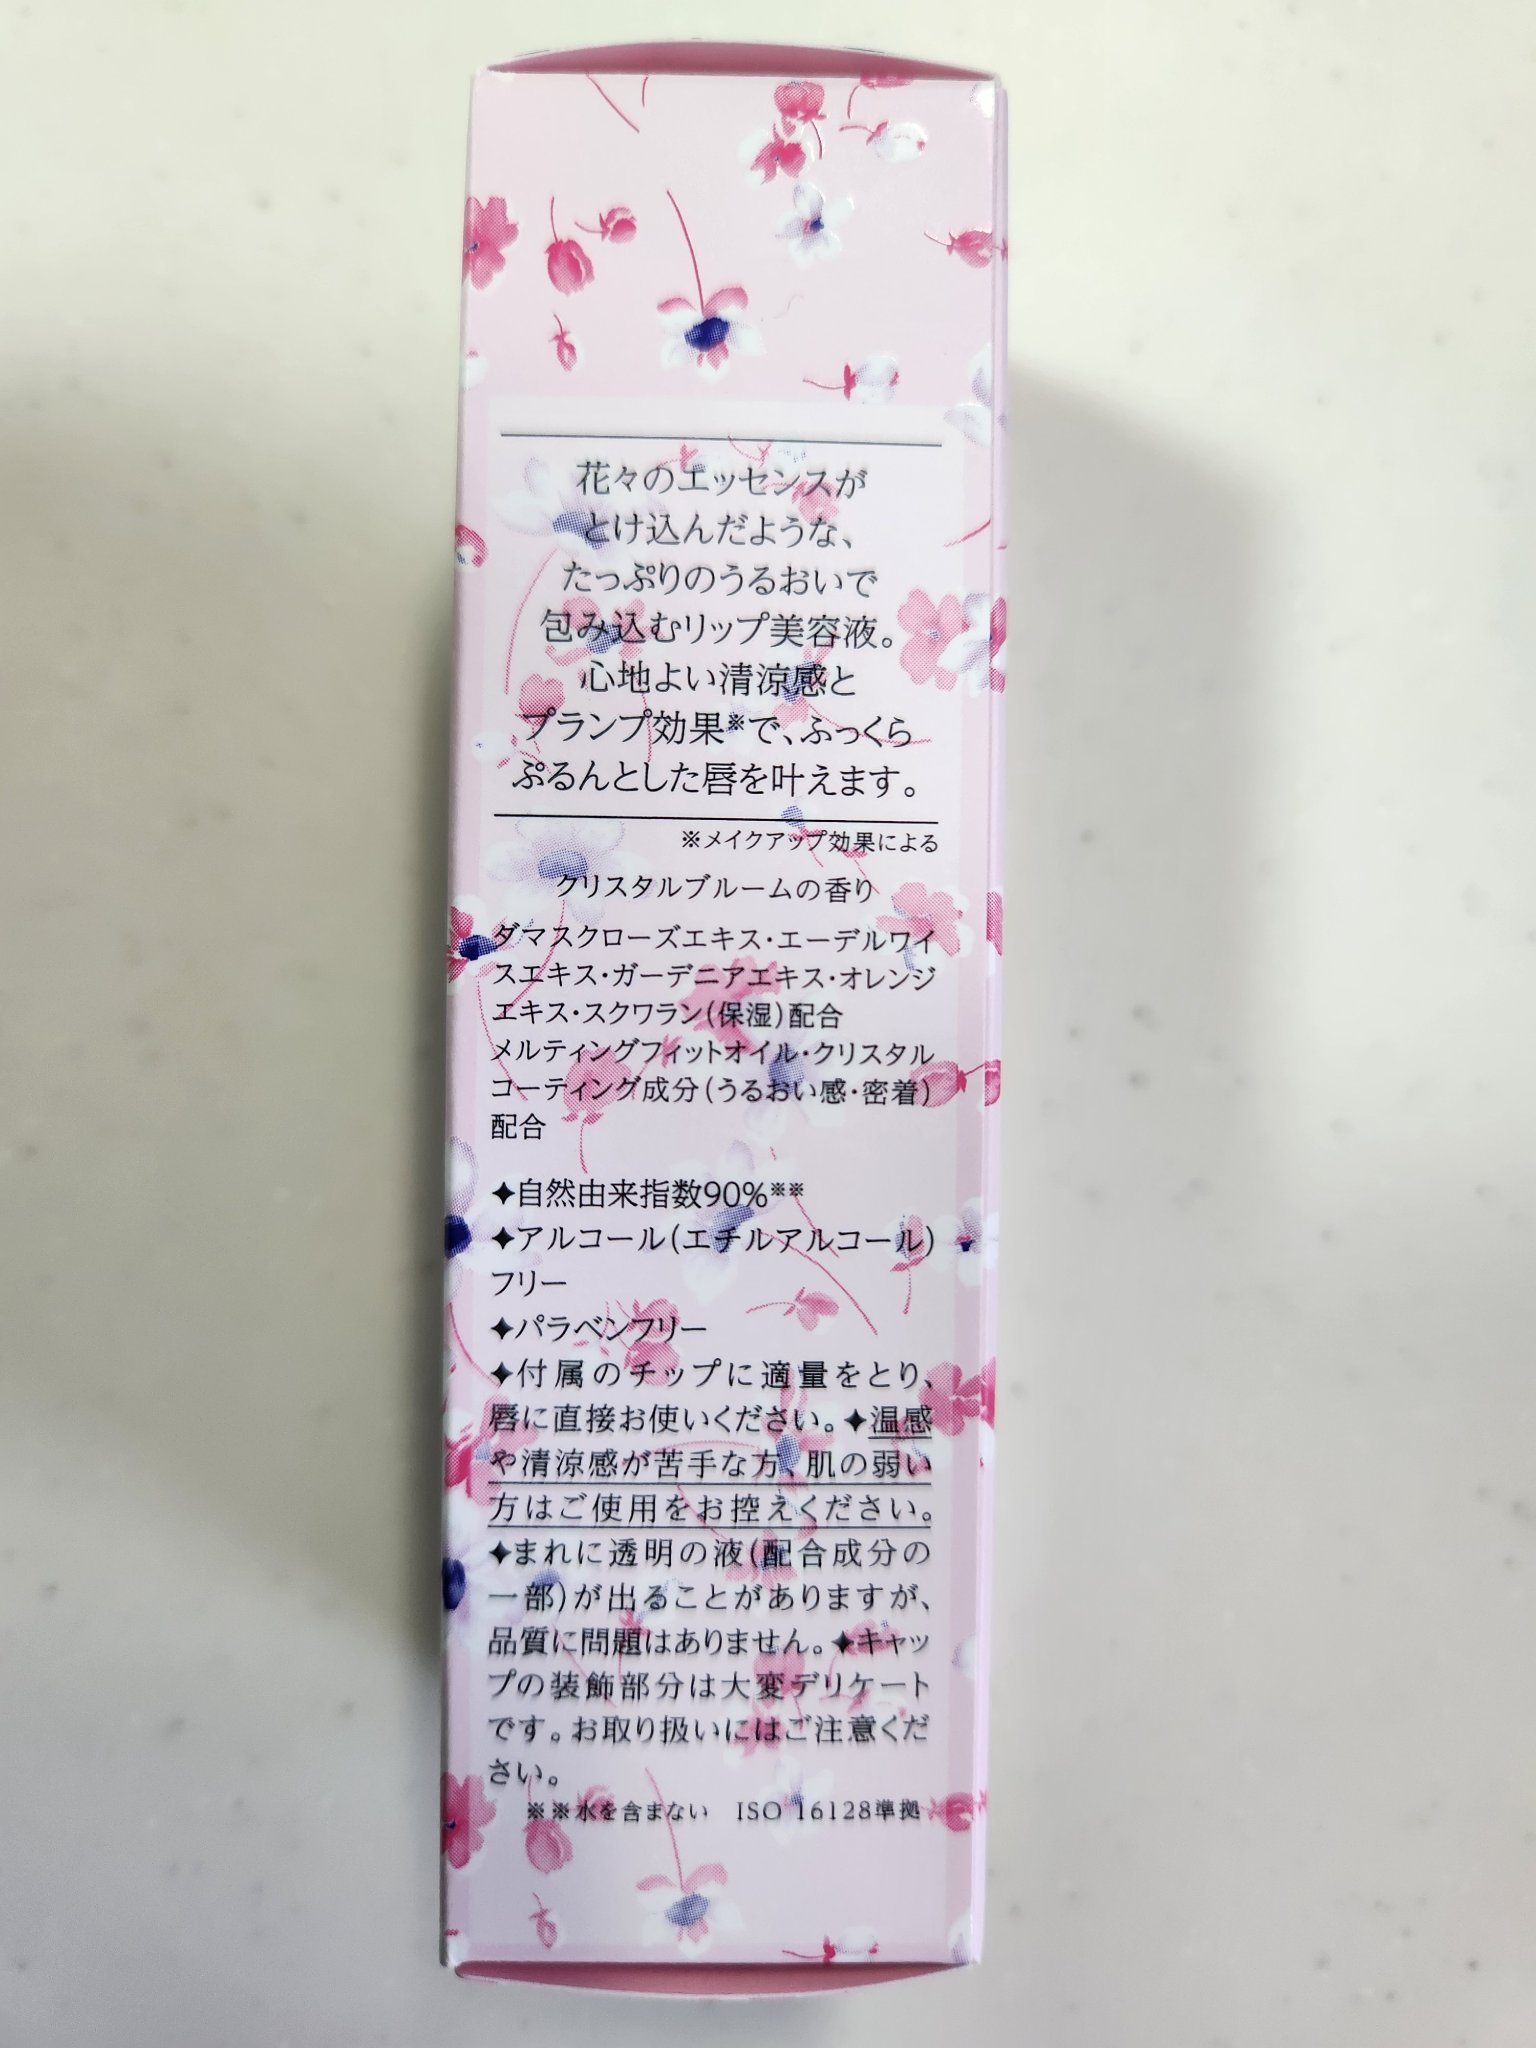 花々のエッセンスが
とけ込んだような、
たっぷりのうるおいで
包み込むリップ美容液。
心地よい清涼感と
プランプ効果※で、ふっくら
ぷるんとした唇を叶えます。
※メイクアップ効果による
クリスタルブルームの香り
ダマスクローズエキス・エーデルワイ
スエキス・ガーデニアエキス・オレンジ
エキス・スクワラン(保湿)配合
メルティングフィットオイル・クリスタル
コーティング成分(うるおい感・密着)
配合
✦自然由来指数90%※※
✦アルコール(エチルアルコール)
フリー
✦パラベンフリー
✦付属のチップに適量をとり、
唇に直接お使いください。✦温感
や清涼感が苦手な方、肌の弱い
方はご使用をお控えください。
✦まれに透明の液(配合成分の
一部)が出ることがありますが、
品質に問題はありません。✦キャッ
プの装飾部分は大変デリケート
です。お取り扱いにはご注意くだ
さい。
※※水を含まない ISO 16128準拠